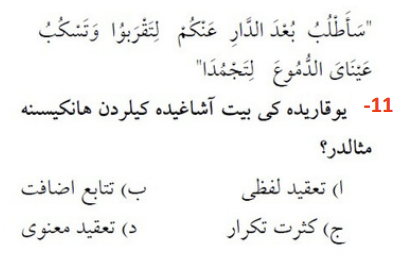 "سَأَطْلُبُ بُعْدَ الدَّارِ عَنْكُمْ لِتَقْرَبُوا وَتَسْكُبُ
عَيْنَاىَ الدُّمُوعَ لِتَجْمُدَا"
11- یوقاریده کی بیت آشاغیده کیلردن هانکیسنه
مثالدر؟
ا) تعقید لفظی ب) تتابع اضافت
ج) کثرت تکرار د) تعقید معنوی